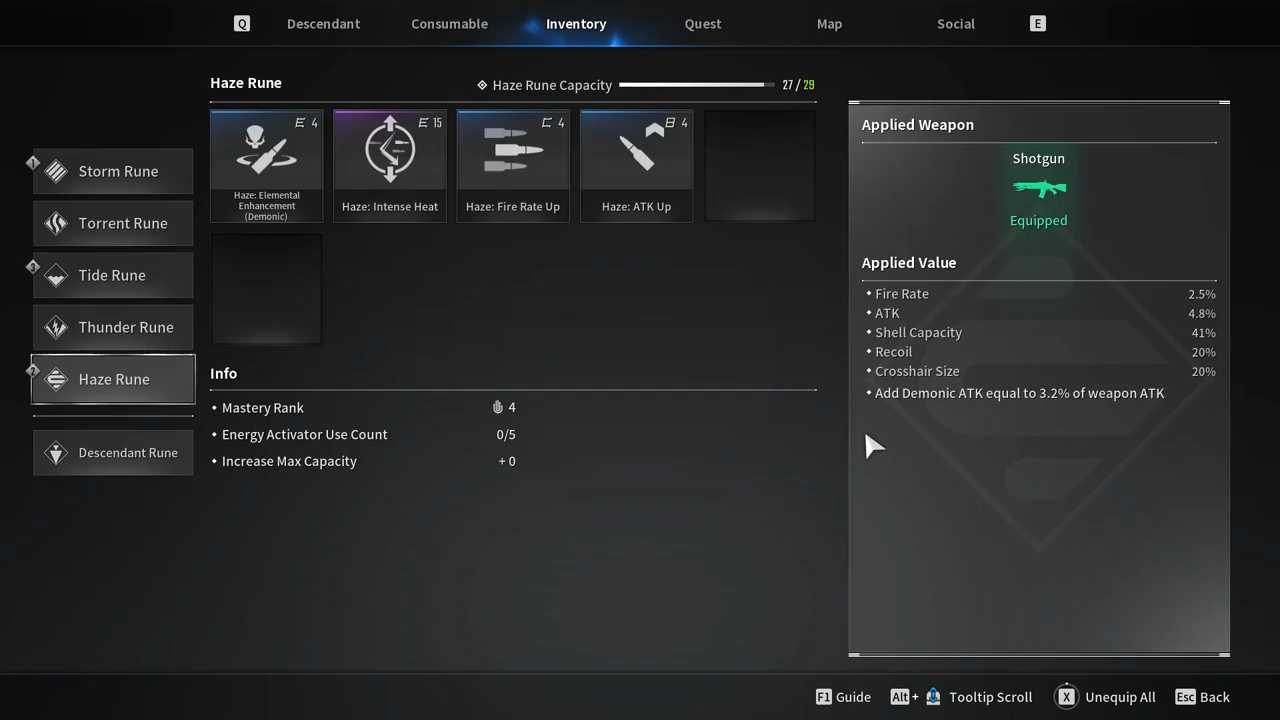 Q Descendant Consumable Inventory Quest Map Social E
Haze Rune
Haze Rune Capacity 27 / 29
4
Haze: Elemental
Enhancement
(Demonic)
15
Haze: Intense Heat
4
Haze: Fire Rate Up
4
Haze: ATK Up
1
Storm Rune
Torrent Rune
3
Tide Rune
Thunder Rune
2
Haze Rune
Descendant Rune
Info
Mastery Rank 4
Energy Activator Use Count 0/5
Increase Max Capacity + 0
Applied Weapon
Shotgun
Equipped
Applied Value
Fire Rate 2.5%
ATK 4.8%
Shell Capacity 41%
Recoil 20%
Crosshair Size 20%
Add Demonic ATK equal to 3.2% of weapon ATK
F1 Guide Alt + Tooltip Scroll X Unequip All Esc Back